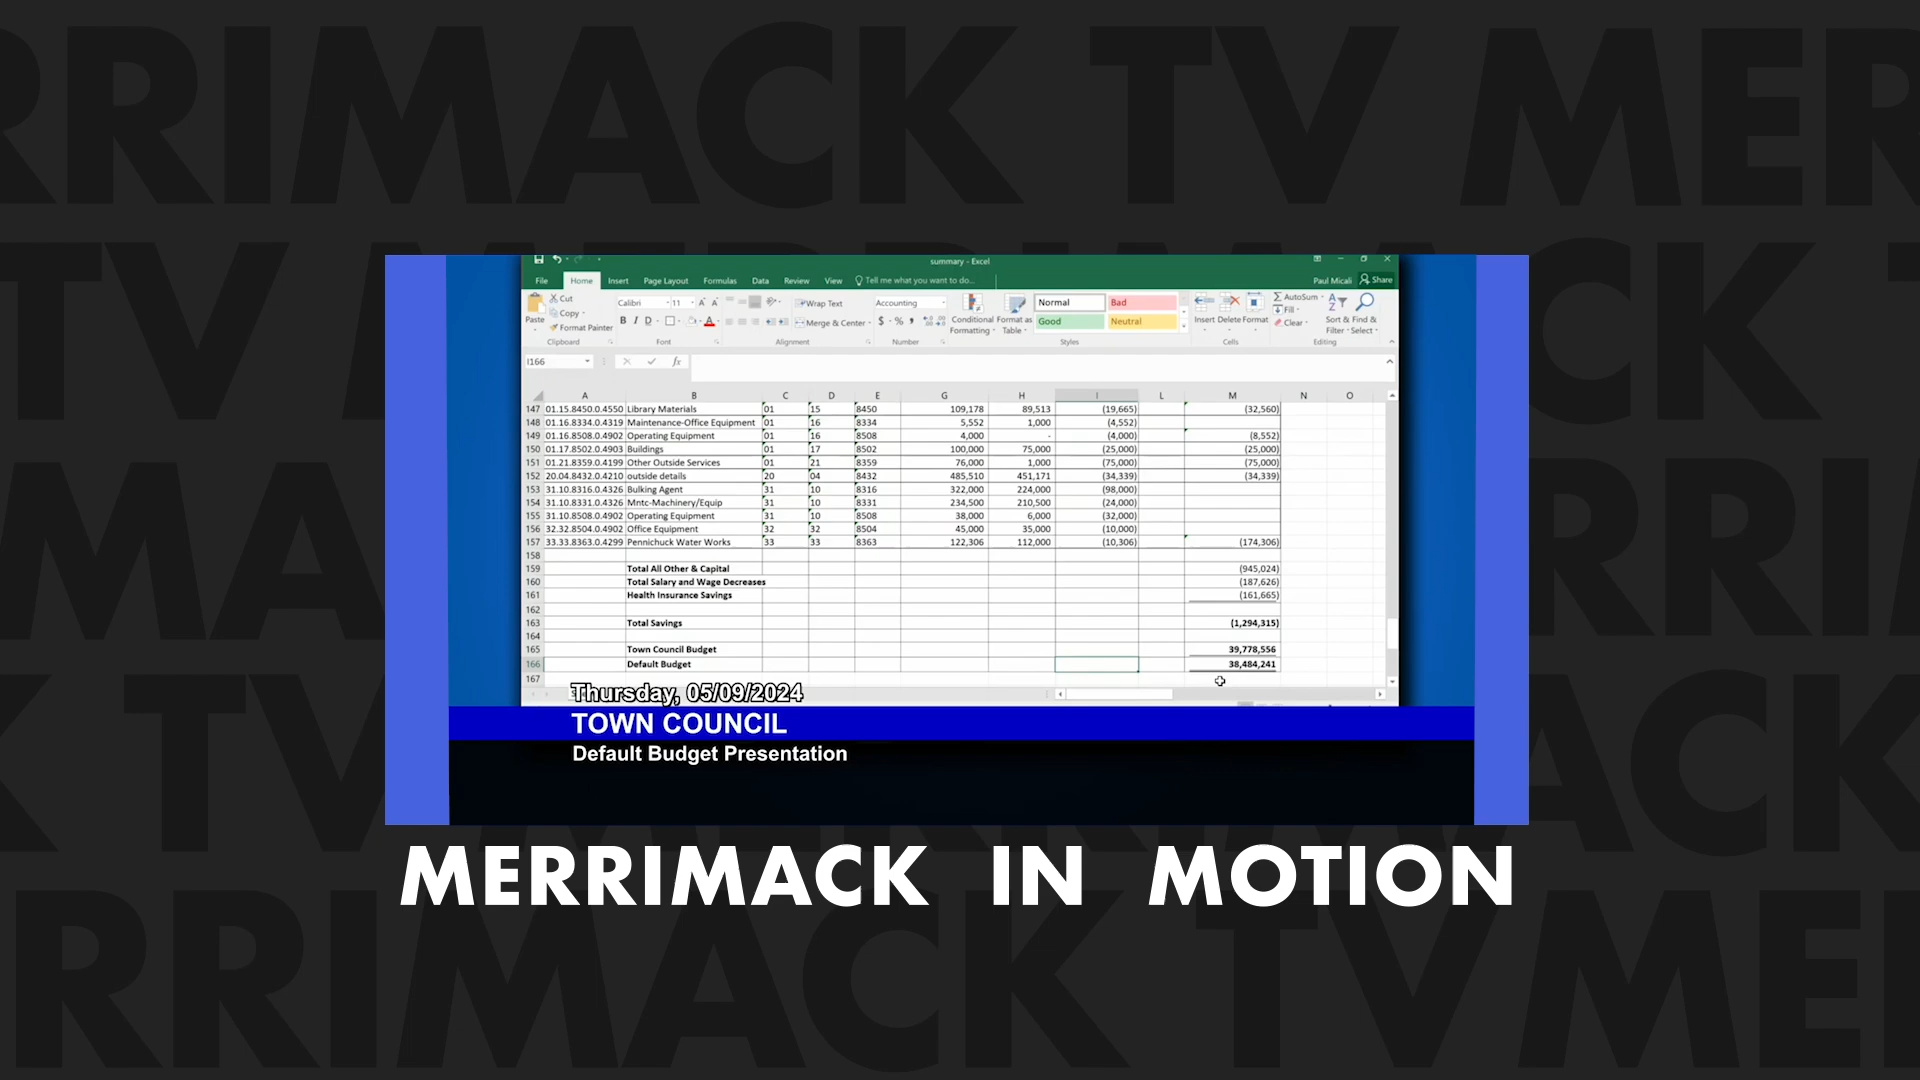 RRIMACK TV MER
TV MERRIMACK T
summary - Excel
File Home Insert Page Layout Formulas Data Review View Tell me what you want to do... Paul Micali Share
Cut Calibri 11 Wrap Text Accounting Normal Bad AutoSum
Copy Fill
Paste Format Painter B I D Merge & Center $ % Conditional Formatting Format as Table Good Neutral Insert Delete Format Clear Sort & Filter Find & Select
Clipboard Font Alignment Number Styles Cells Editing
I166 fx
A B C D E G H I L M N O
147 01.15.8450.0.4550 Library Materials 01 15 8450 109,178 89,513 (19,665) (32,560)
148 01.16.8334.0.4319 Maintenance-Office Equipment 01 16 8334 5,552 1,000 (4,552)
149 01.16.8508.0.4902 Operating Equipment 01 16 8508 4,000 - (4,000) (8,552)
150 01.17.8502.0.4903 Buildings 01 17 8502 100,000 75,000 (25,000) (25,000)
151 01.21.8359.0.4199 Other Outside Services 01 21 8359 76,000 1,000 (75,000) (75,000)
152 20.04.8432.0.4210 outside details 20 04 8432 485,510 451,171 (34,339) (34,339)
153 31.10.8316.0.4326 Bulking Agent 31 10 8316 322,000 224,000 (98,000)
154 31.10.8331.0.4326 Mntc-Machinery/Equip 31 10 8331 234,500 210,500 (24,000)
155 31.10.8508.0.4902 Operating Equipment 31 10 8508 38,000 6,000 (32,000)
156 32.32.8504.0.4902 Office Equipment 32 32 8504 45,000 35,000 (10,000)
157 33.33.8363.0.4299 Pennichuck Water Works 33 33 8363 122,306 112,000 (10,306) (174,306)
158
159 Total All Other & Capital (945,024)
160 Total Salary and Wage Decreases (187,626)
161 Health Insurance Savings (161,665)
162
163 Total Savings (1,294,315)
164
165 Town Council Budget 39,778,556
166 Default Budget 38,484,241
167
Thursday, 05/09/2024
TOWN COUNCIL
Default Budget Presentation
MERRIMACK IN MOTION
RRIMACK TV MER